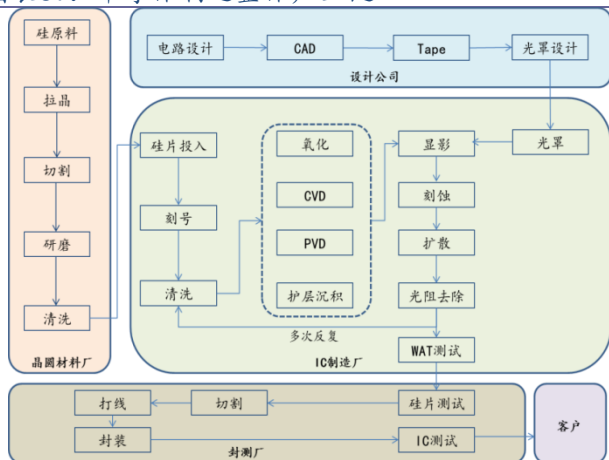 硅原料
拉晶
切割
研磨
清洗
晶圆材料厂
电路设计
CAD
Tape
光罩设计
设计公司
硅片投入
刻号
清洗
氧化
CVD
PVD
护层沉积
显影
光罩
刻蚀
扩散
光阻去除
多次反复
WAT测试
IC制造厂
打线
切割
硅片测试
封装
IC测试
封测厂
客户